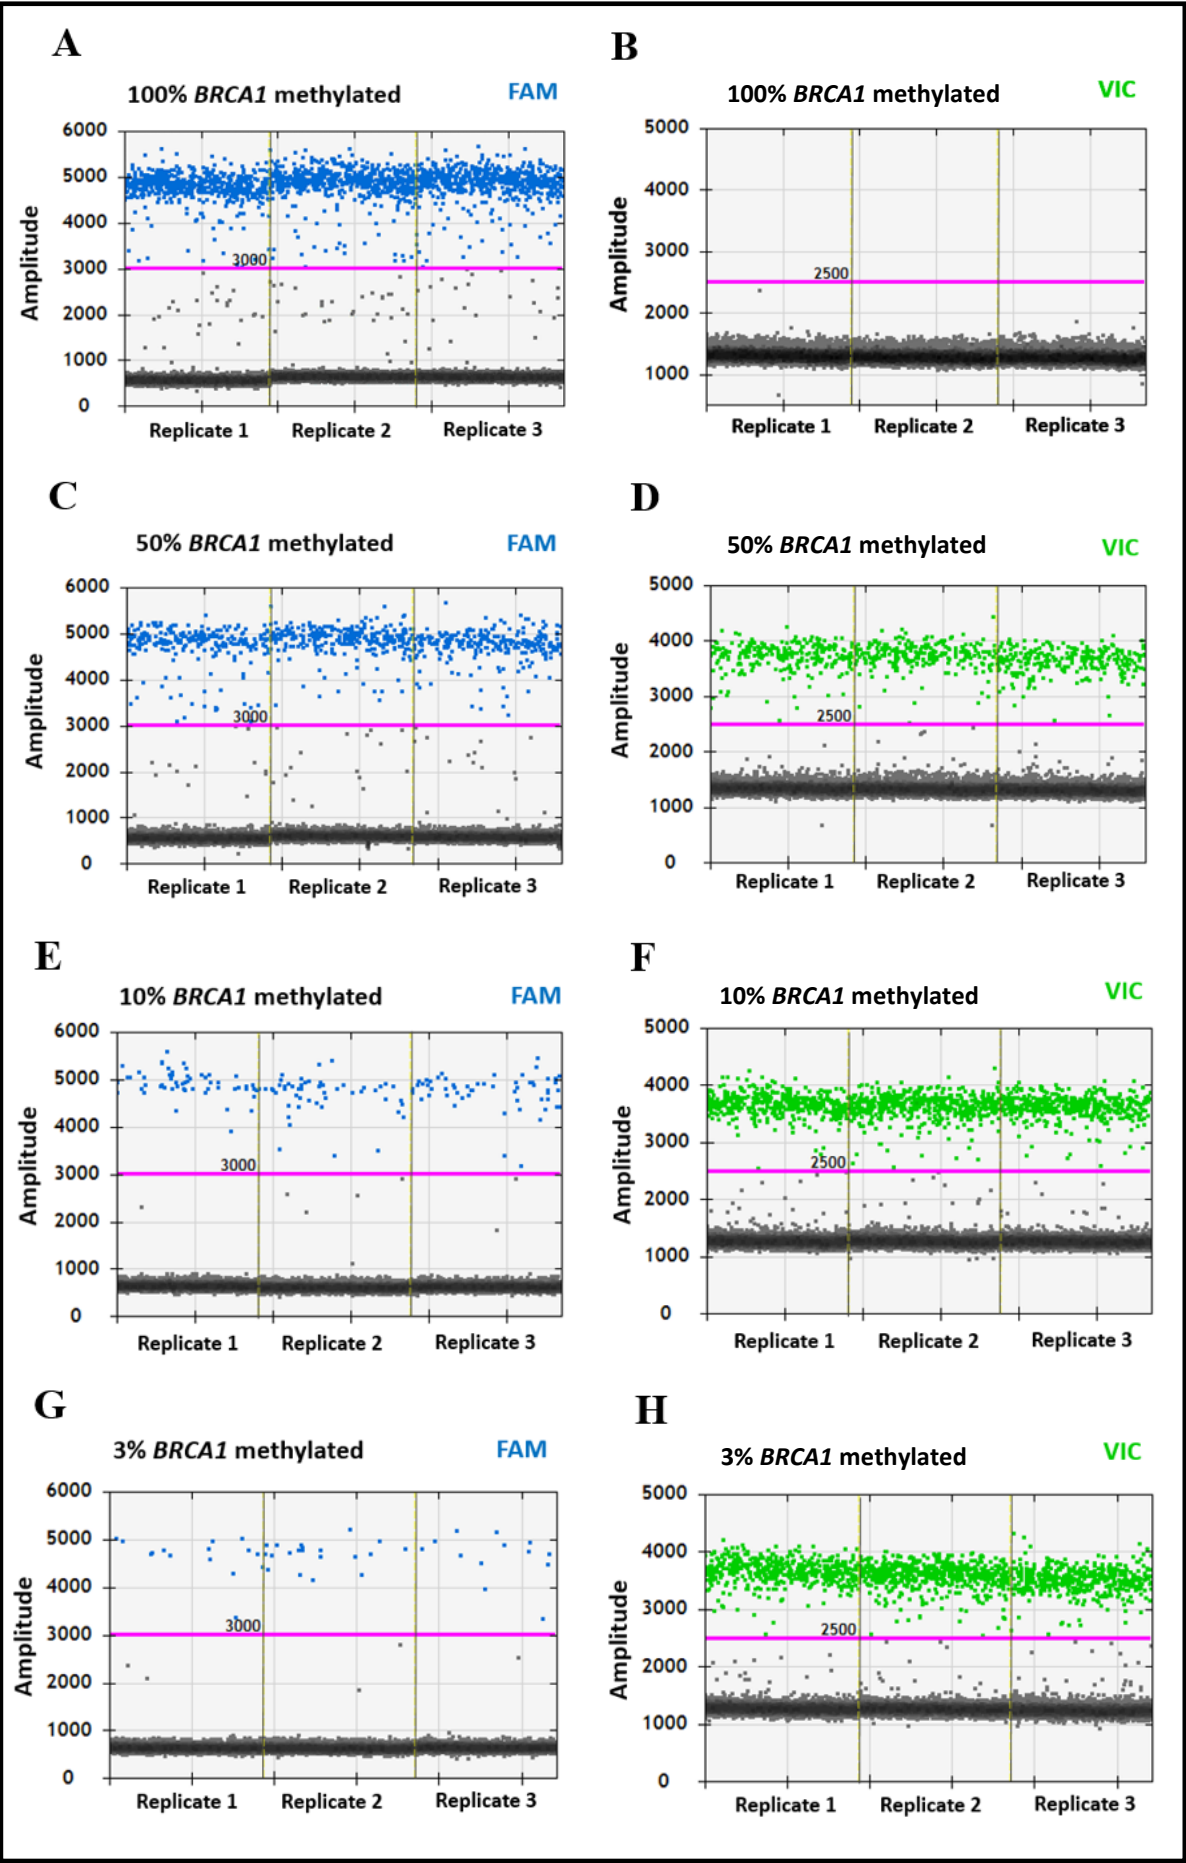 A
100% BRCA1 methylated FAM
6000
5000
4000
3000
2000
1000
0
Amplitude
3000
Replicate 1 Replicate 2 Replicate 3
B
100% BRCA1 methylated VIC
5000
4000
3000
2000
1000
Amplitude
2500
Replicate 1 Replicate 2 Replicate 3
C
50% BRCA1 methylated FAM
6000
5000
4000
3000
2000
1000
0
Amplitude
3000
Replicate 1 Replicate 2 Replicate 3
D
50% BRCA1 methylated VIC
5000
4000
3000
2000
1000
0
Amplitude
2500
Replicate 1 Replicate 2 Replicate 3
E
10% BRCA1 methylated FAM
6000
5000
4000
3000
2000
1000
0
Amplitude
3000
Replicate 1 Replicate 2 Replicate 3
F
10% BRCA1 methylated VIC
5000
4000
3000
2000
1000
0
Amplitude
2500
Replicate 1 Replicate 2 Replicate 3
G
3% BRCA1 methylated FAM
6000
5000
4000
3000
2000
1000
0
Amplitude
3000
Replicate 1 Replicate 2 Replicate 3
H
3% BRCA1 methylated VIC
5000
4000
3000
2000
1000
0
Amplitude
2500
Replicate 1 Replicate 2 Replicate 3